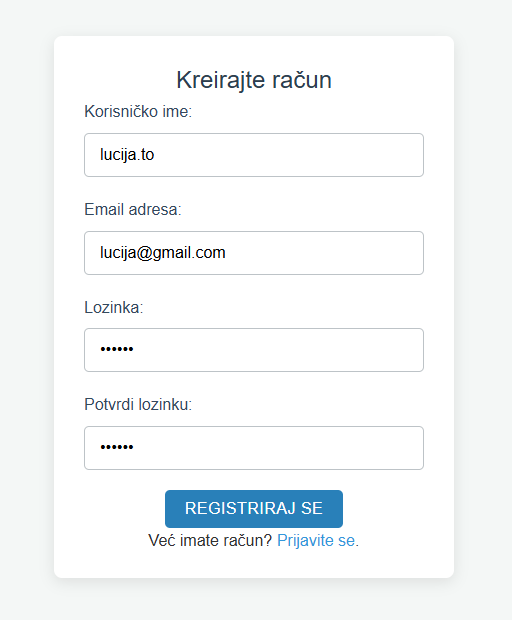 Kreirajte račun
Korisničko ime:
lucija.to
Email adresa:
lucija@gmail.com
Lozinka:
••••••
Potvrdi lozinku:
••••••
REGISTRIRAJ SE
Već imate račun? Prijavite se.